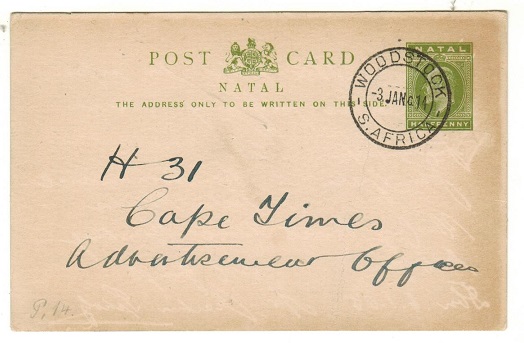 POST CARD
NATAL
THE ADDRESS ONLY TO BE WRITTEN ON THIS SIDE.
NATAL
HALFPENNY
WOODSTOCK
-3 JAN 14
S. AFRICA
H 31
Cape Times
Advertisement Offices
P.14.